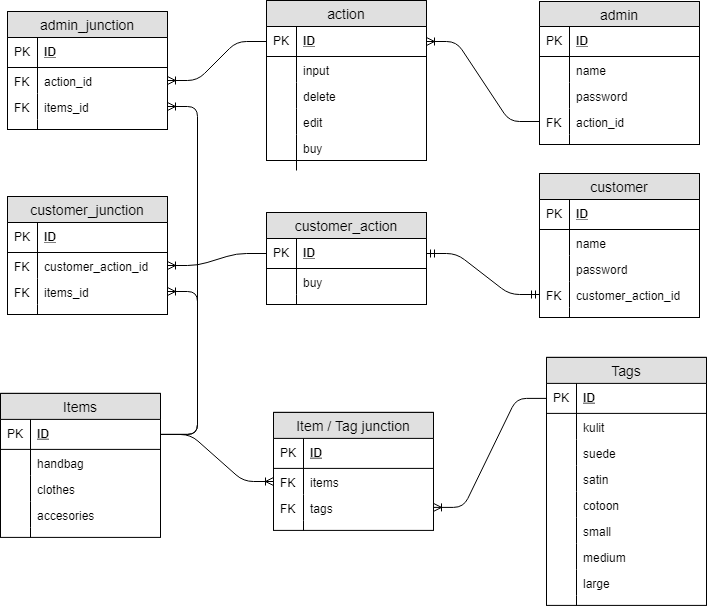 admin_junction
PK ID
FK action_id
FK items_id
action
PK ID
input
delete
edit
buy
admin
PK ID
name
password
FK action_id
customer_junction
PK ID
FK customer_action_id
FK items_id
customer_action
PK ID
buy
customer
PK ID
name
password
FK customer_action_id
Items
PK ID
handbag
clothes
accesories
Item / Tag junction
PK ID
FK items
FK tags
Tags
PK ID
kulit
suede
satin
cotoon
small
medium
large